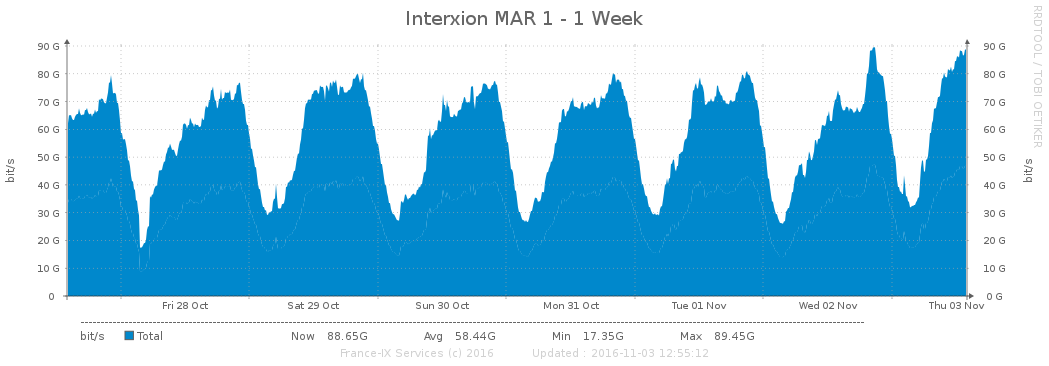 Interxion MAR 1 - 1 Week
RRDTOOL / TOBI OETIKER
bit/s
bit/s
90 G 90 G
80 G 80 G
70 G 70 G
60 G 60 G
50 G 50 G
40 G 40 G
30 G 30 G
20 G 20 G
10 G 10 G
0 0 G
Fri 28 Oct Sat 29 Oct Sun 30 Oct Mon 31 Oct Tue 01 Nov Wed 02 Nov Thu 03 Nov
bit/s Total Now 88.65G Avg 58.44G Min 17.35G Max 89.45G
France-IX Services (c) 2016 Updated : 2016-11-03 12:55:12